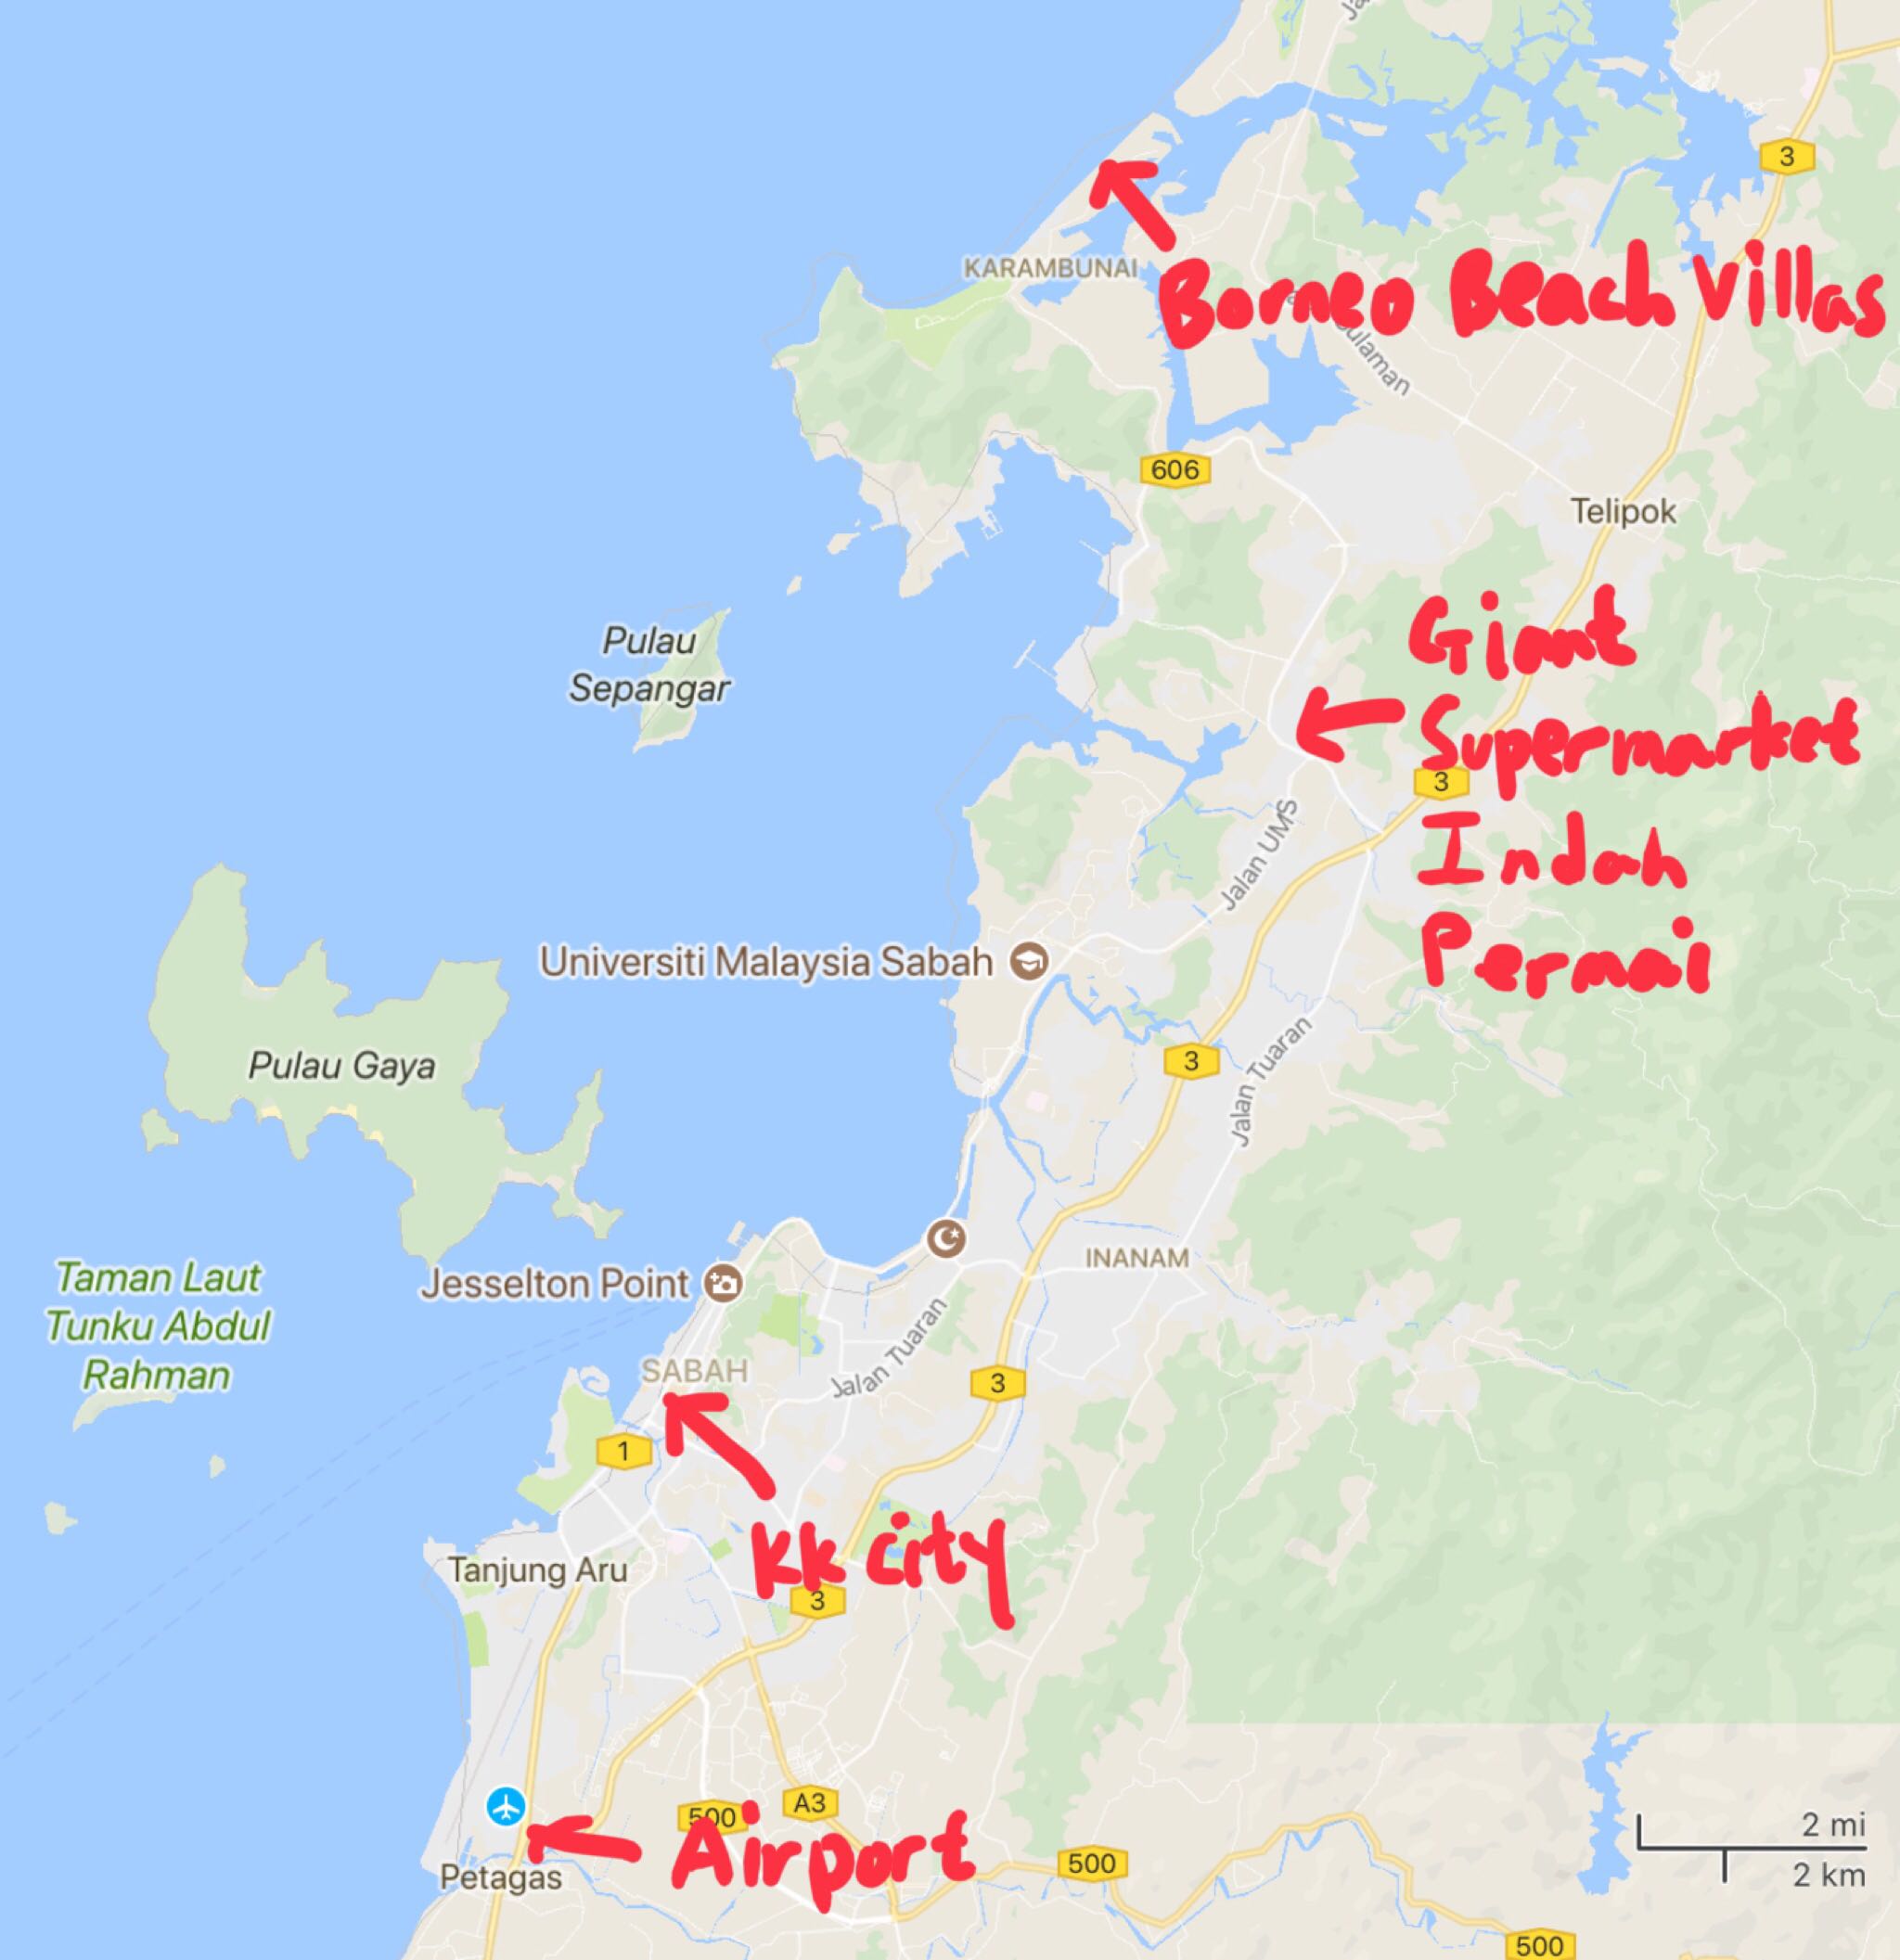 3
KARAMBUNAI
Borneo Beach Villas
ulaman
606
Telipok
Giant
Supermarket
Indah
Permai
Pulau
Sepangar
3
Jalan UMS
Universiti Malaysia Sabah
Pulau Gaya
3
Jalan Tuaran
INANAM
Jesselton Point
Taman Laut
Tunku Abdul
Rahman
Jalan Tuaran
SABAH
3
1
KK City
Tanjung Aru
3
Airport
500
A3
Petagas
500
500
2 mi
2 km